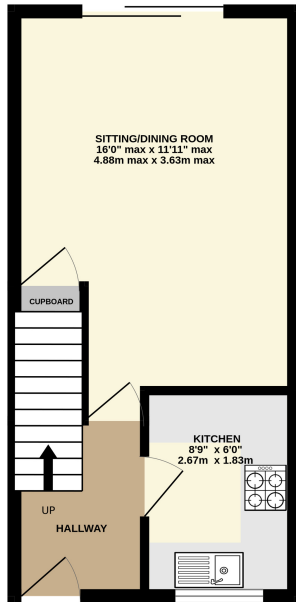 SITTING/DINING ROOM
16'0" max x 11'11" max
4.88m max x 3.63m max
CUPBOARD
KITCHEN
8'9" x 6'0"
2.67m x 1.83m
UP
HALLWAY